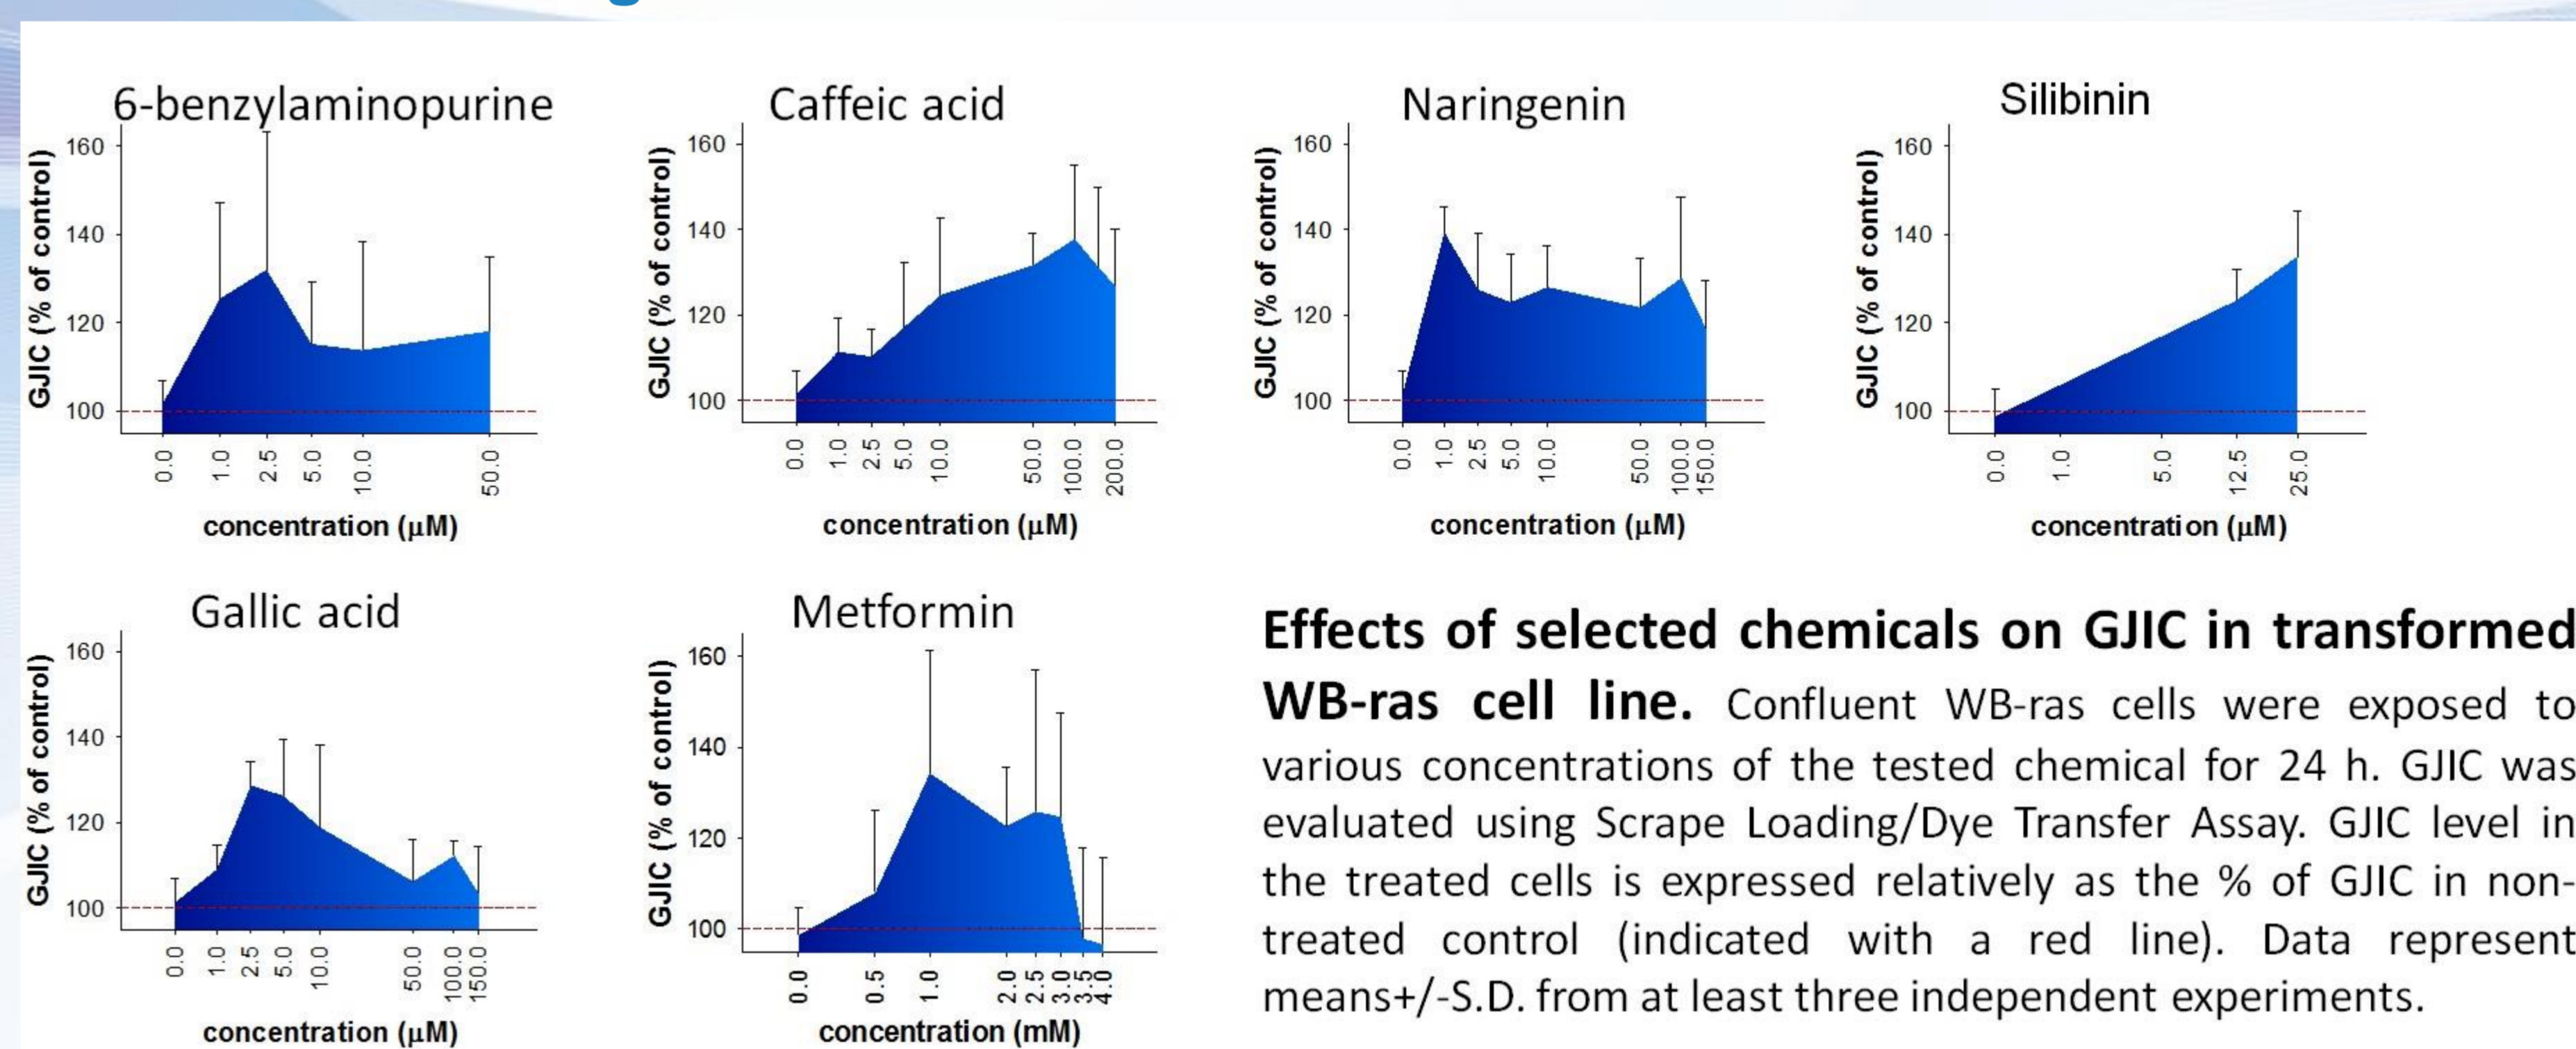 6-benzylaminopurine
GJIC (% of control)
160
140
120
100
0.0 1.0 2.5 5.0 10.0 50.0
concentration (μM)
Caffeic acid
GJIC (% of control)
160
140
120
100
0.0 1.0 2.5 5.0 10.0 50.0 100.0 200.0
concentration (μM)
Naringenin
GJIC (% of control)
160
140
120
100
0.0 1.0 2.5 5.0 10.0 50.0 100.0 150.0
concentration (μM)
Silibinin
GJIC (% of control)
160
140
120
100
0.0 1.0 5.0 12.5 25.0
concentration (μM)
Gallic acid
GJIC (% of control)
160
140
120
100
0.0 1.0 2.5 5.0 10.0 50.0 100.0 150.0
concentration (μM)
Metformin
GJIC (% of control)
160
140
120
100
0.0 0.5 1.0 2.0 2.5 3.0 3.5 4.0
concentration (mM)
Effects of selected chemicals on GJIC in transformed
WB-ras cell line. Confluent WB-ras cells were exposed to
various concentrations of the tested chemical for 24 h. GJIC was
evaluated using Scrape Loading/Dye Transfer Assay. GJIC level in
the treated cells is expressed relatively as the % of GJIC in non-
treated control (indicated with a red line). Data represent
means+/-S.D. from at least three independent experiments.